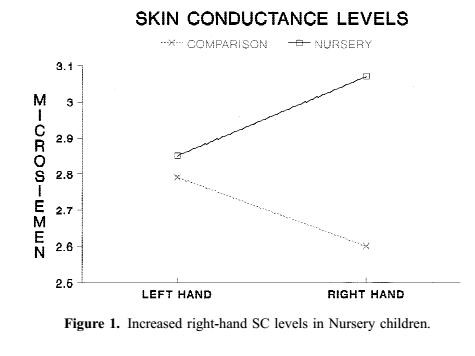 SKIN CONDUCTANCE LEVELS
COMPARISON NURSERY
MICROSIEMEN
3.1
3
2.9
2.8
2.7
2.6
2.5
LEFT HAND RIGHT HAND
Figure 1. Increased right-hand SC levels in Nursery children.